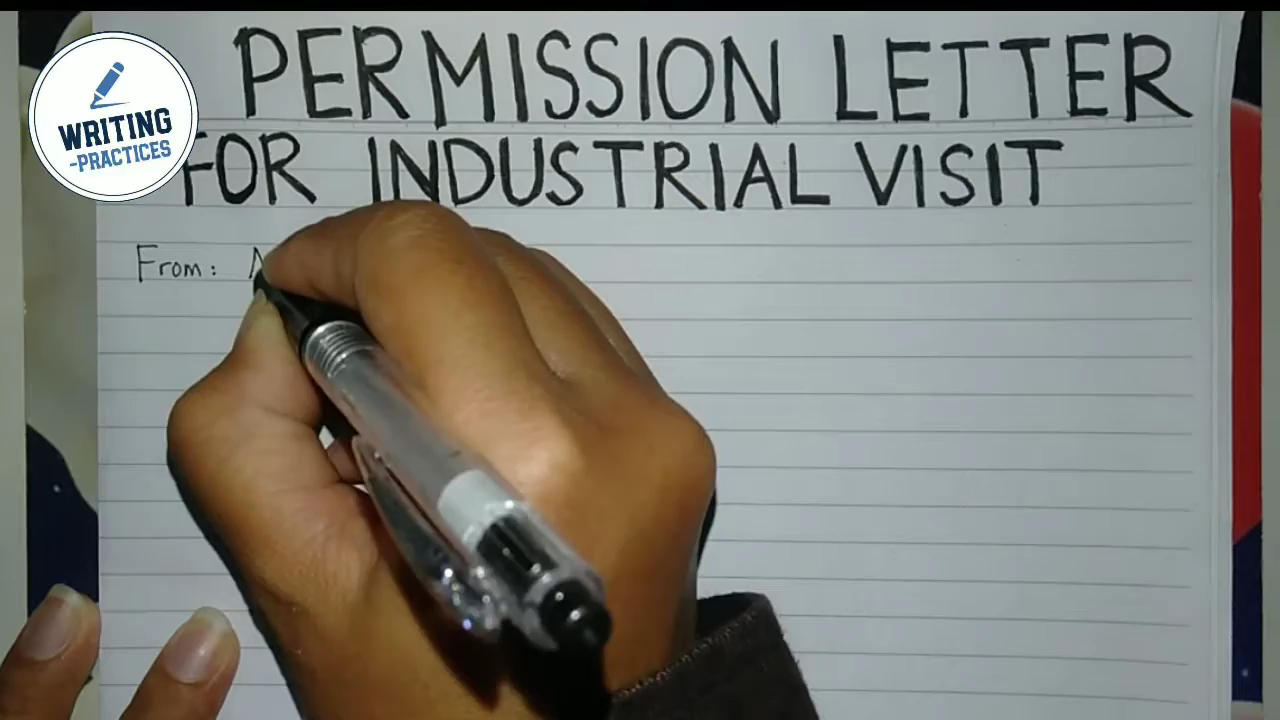 PERMISSION LETTER
FOR INDUSTRIAL VISIT
WRITING
-PRACTICES
From: